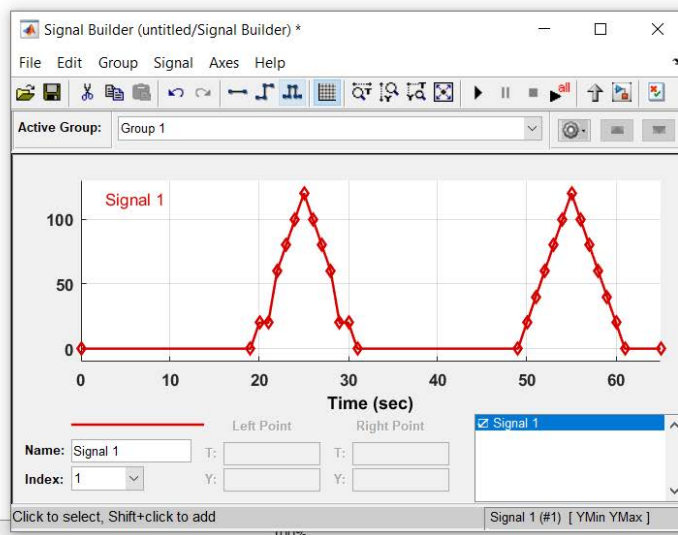 Signal Builder (untitled/Signal Builder) *
File Edit Group Signal Axes Help
all
Active Group: Group 1
Signal 1
100
50
0
0 10 20 30 40 50 60
Time (sec)
Left Point Right Point
Name: Signal 1 T: T:
Index: 1 Y: Y:
Signal 1
Click to select, Shift+click to add Signal 1 (#1) [ YMin YMax ]
100%